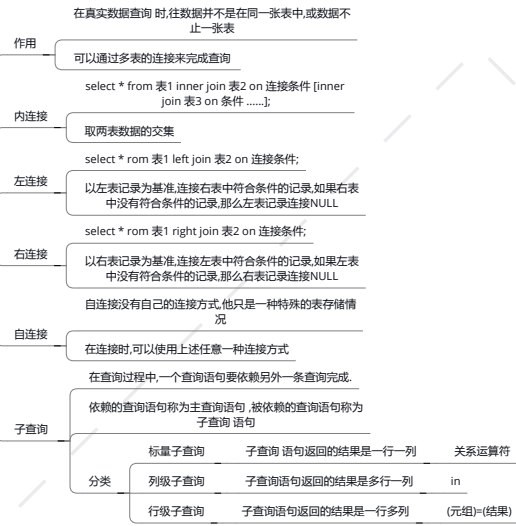 在真实数据查询 时,往数据并不是在同一张表中,或数据不
止一张表
作用
可以通过多表的连接来完成查询
select * from 表1 inner join 表2 on 连接条件 [inner
join 表3 on 条件 ……];
内连接
取两表数据的交集
select * rom 表1 left join 表2 on 连接条件;
左连接
以左表记录为基准,连接右表中符合条件的记录,如果右表
中没有符合条件的记录,那么左表记录连接NULL
select * rom 表1 right join 表2 on 连接条件;
右连接
以右表记录为基准,连接左表中符合条件的记录,如果左表
中没有符合条件的记录,那么右表记录连接NULL
自连接没有自己的连接方式,他只是一种特殊的表存储情
况
自连接
在连接时,可以使用上述任意一种连接方式
在查询过程中,一个查询语句要依赖另外一条查询完成.
依赖的查询语句称为主查询语句 ,被依赖的查询语句称为
子查询 语句
子查询
标量子查询 子查询 语句返回的结果是一行一列 关系运算符
分类 列级子查询 子查询语句返回的结果是多行一列 in
行级子查询 子查询语句返回的结果是一行多列 (元组)=(结果)